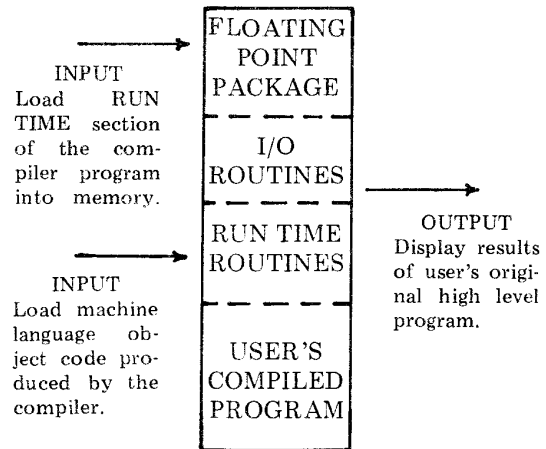 INPUT
Load RUN
TIME section
of the com-
piler program
into memory.
INPUT
Load machine
language ob-
ject code pro-
duced by the
compiler.
FLOATING
POINT
PACKAGE
I/O
ROUTINES
RUN TIME
ROUTINES
USER'S
COMPILED
PROGRAM
OUTPUT
Display results
of user's origi-
nal high level
program.